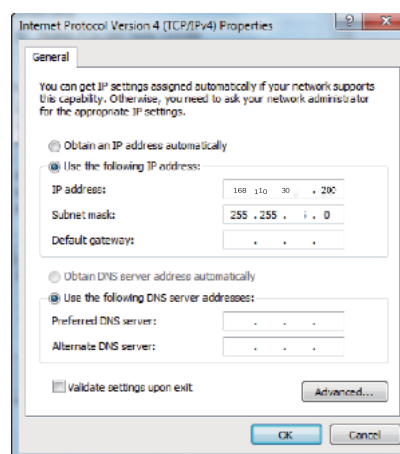 Internet Protocol Version 4 (TCP/IPv4) Properties
General
You can get IP settings assigned automatically if your network supports
this capability. Otherwise, you need to ask your network administrator
for the appropriate IP settings.
Obtain an IP address automatically
Use the following IP address:
IP address: 168 110 30 . 200
Subnet mask: 255 . 255 . . 0
Default gateway: . . .
Obtain DNS server address automatically
Use the following DNS server addresses:
Preferred DNS server: . . .
Alternate DNS server: . . .
Validate settings upon exit
Advanced...
OK
Cancel